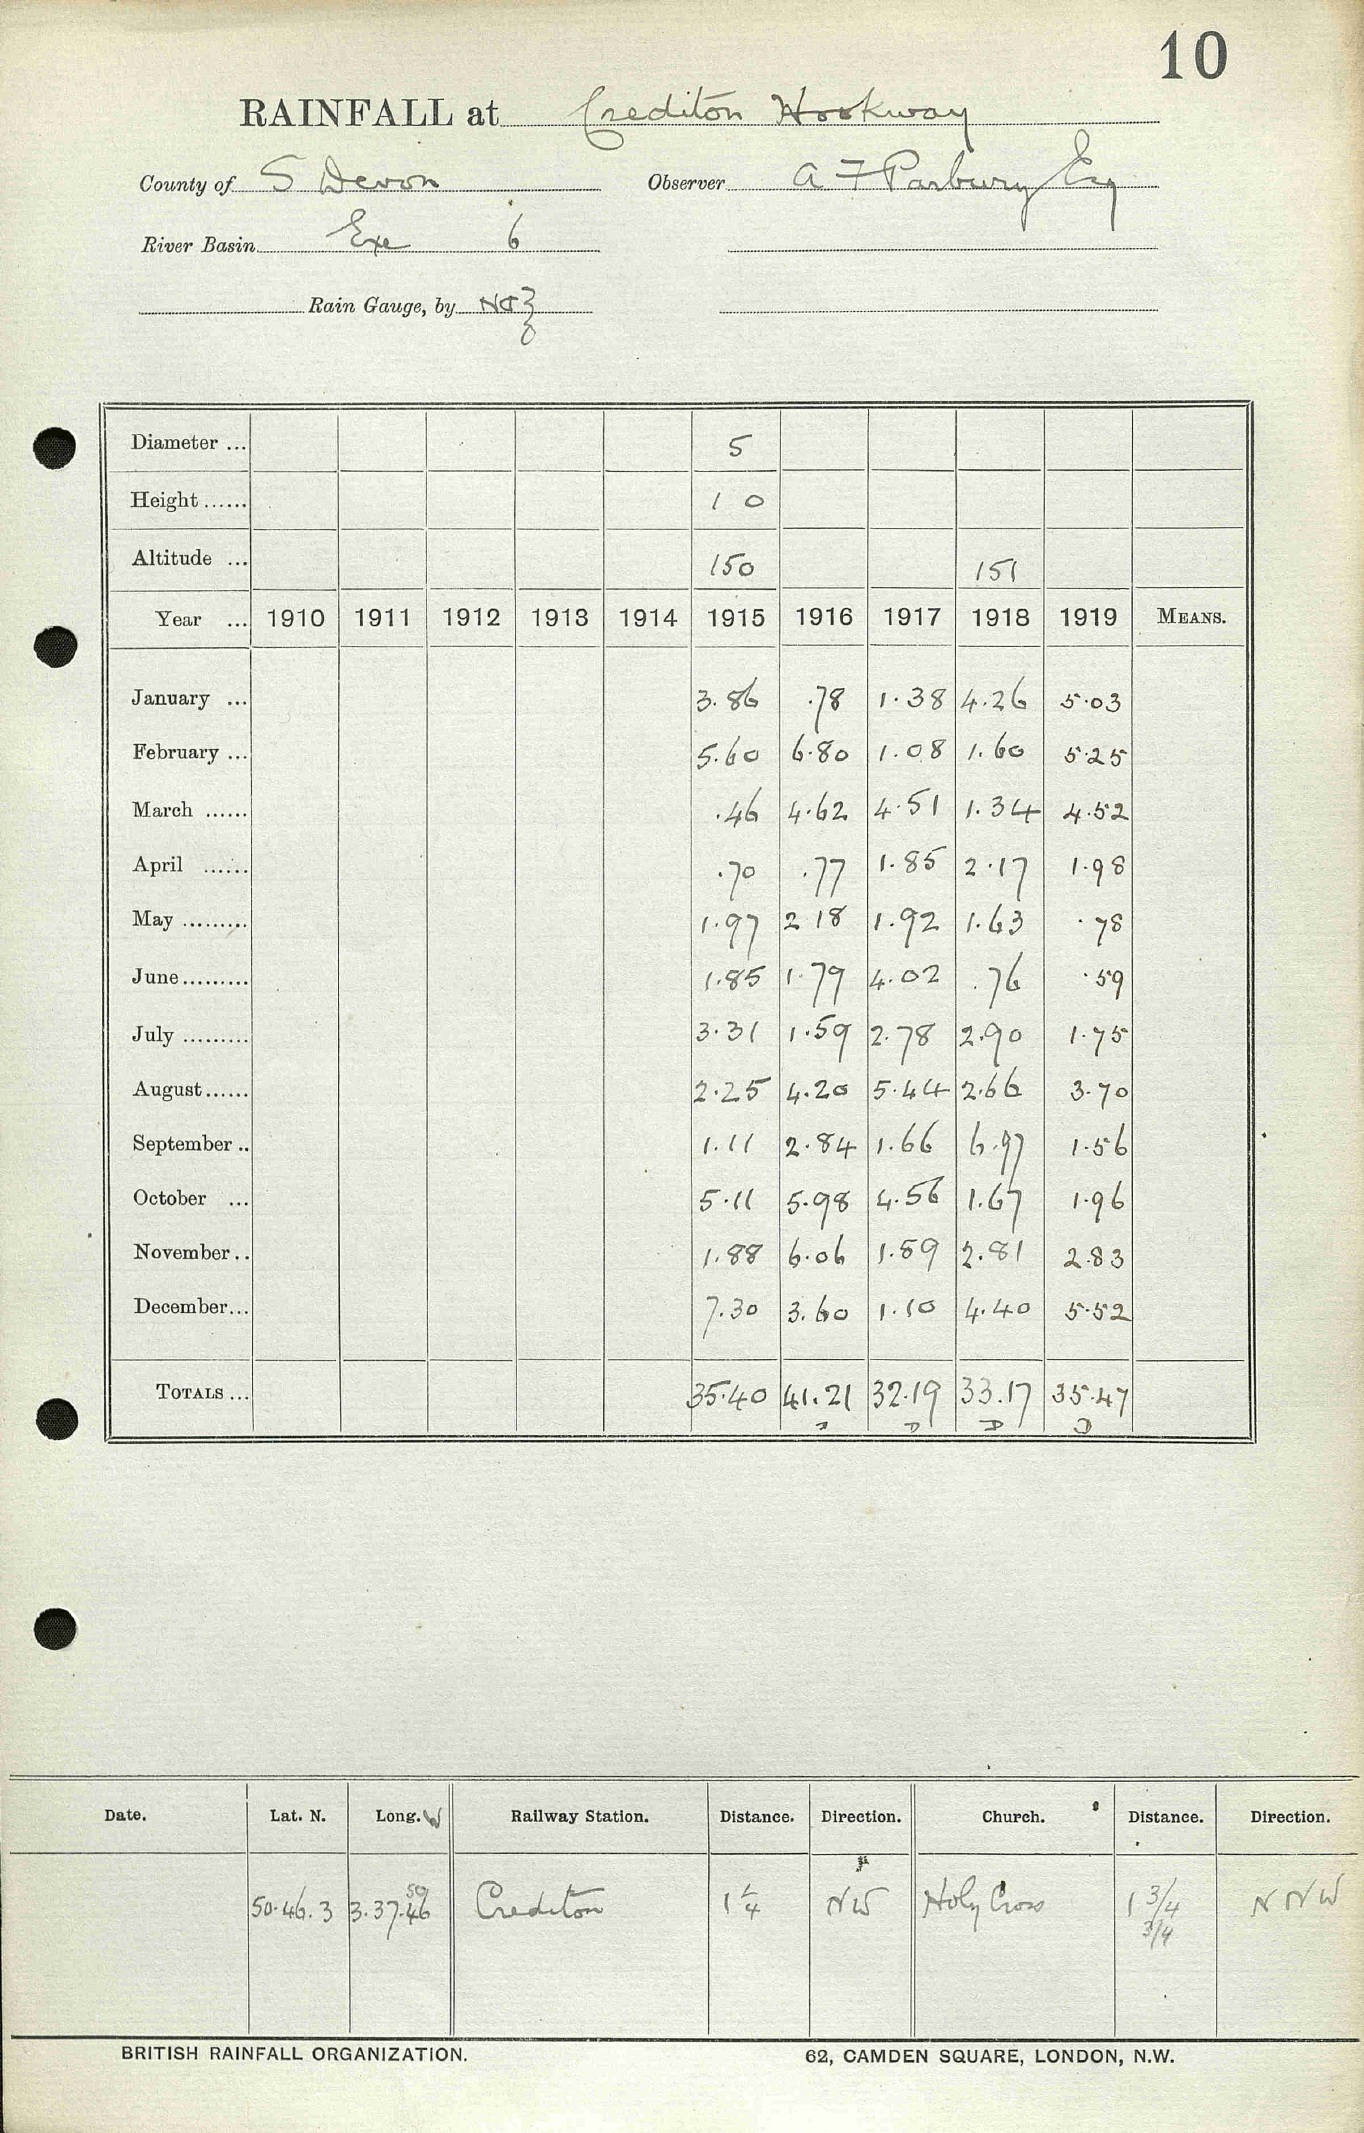 10
RAINFALL at Crediton Hookway
County of S Devon Observer A F Parbury Esq
River Basin Exe 6
Rain Gauge, by N&Z
Diameter ... 5
Height ...... 1 0
Altitude ... 150 151
Year ... 1910 1911 1912 1913 1914 1915 1916 1917 1918 1919 MEANS.
January ... 3.86 .78 1.38 4.26 5.03
February ... 5.60 6.80 1.08 1.60 5.25
March ...... .46 4.62 4.51 1.34 4.52
April ...... .70 .77 1.85 2.17 1.98
May ......... 1.97 2 18 1.92 1.63 .78
June ......... 1.85 1.79 4.02 .76 .59
July ......... 3.31 1.59 2.78 2.90 1.75
August ...... 2.25 4.20 5.44 2.66 3.70
September .. 1.11 2.84 1.66 6.97 1.56
October ... 5.11 5.98 4.56 1.67 1.96
November .. 1.88 6.06 1.89 2.81 2.83
December ... 7.30 3.60 1.10 4.40 5.52
TOTALS ... 35.40 41.21 32.19 33.17 35.47
D D D D
Date. Lat. N. Long. W Railway Station. Distance. Direction. Church. Distance. Direction.
50
50.46.3 3.37.46 Crediton 1 1/4 NW Holy Cross 1 3/4 N N W
3/4
BRITISH RAINFALL ORGANIZATION. 62, CAMDEN SQUARE, LONDON, N.W.